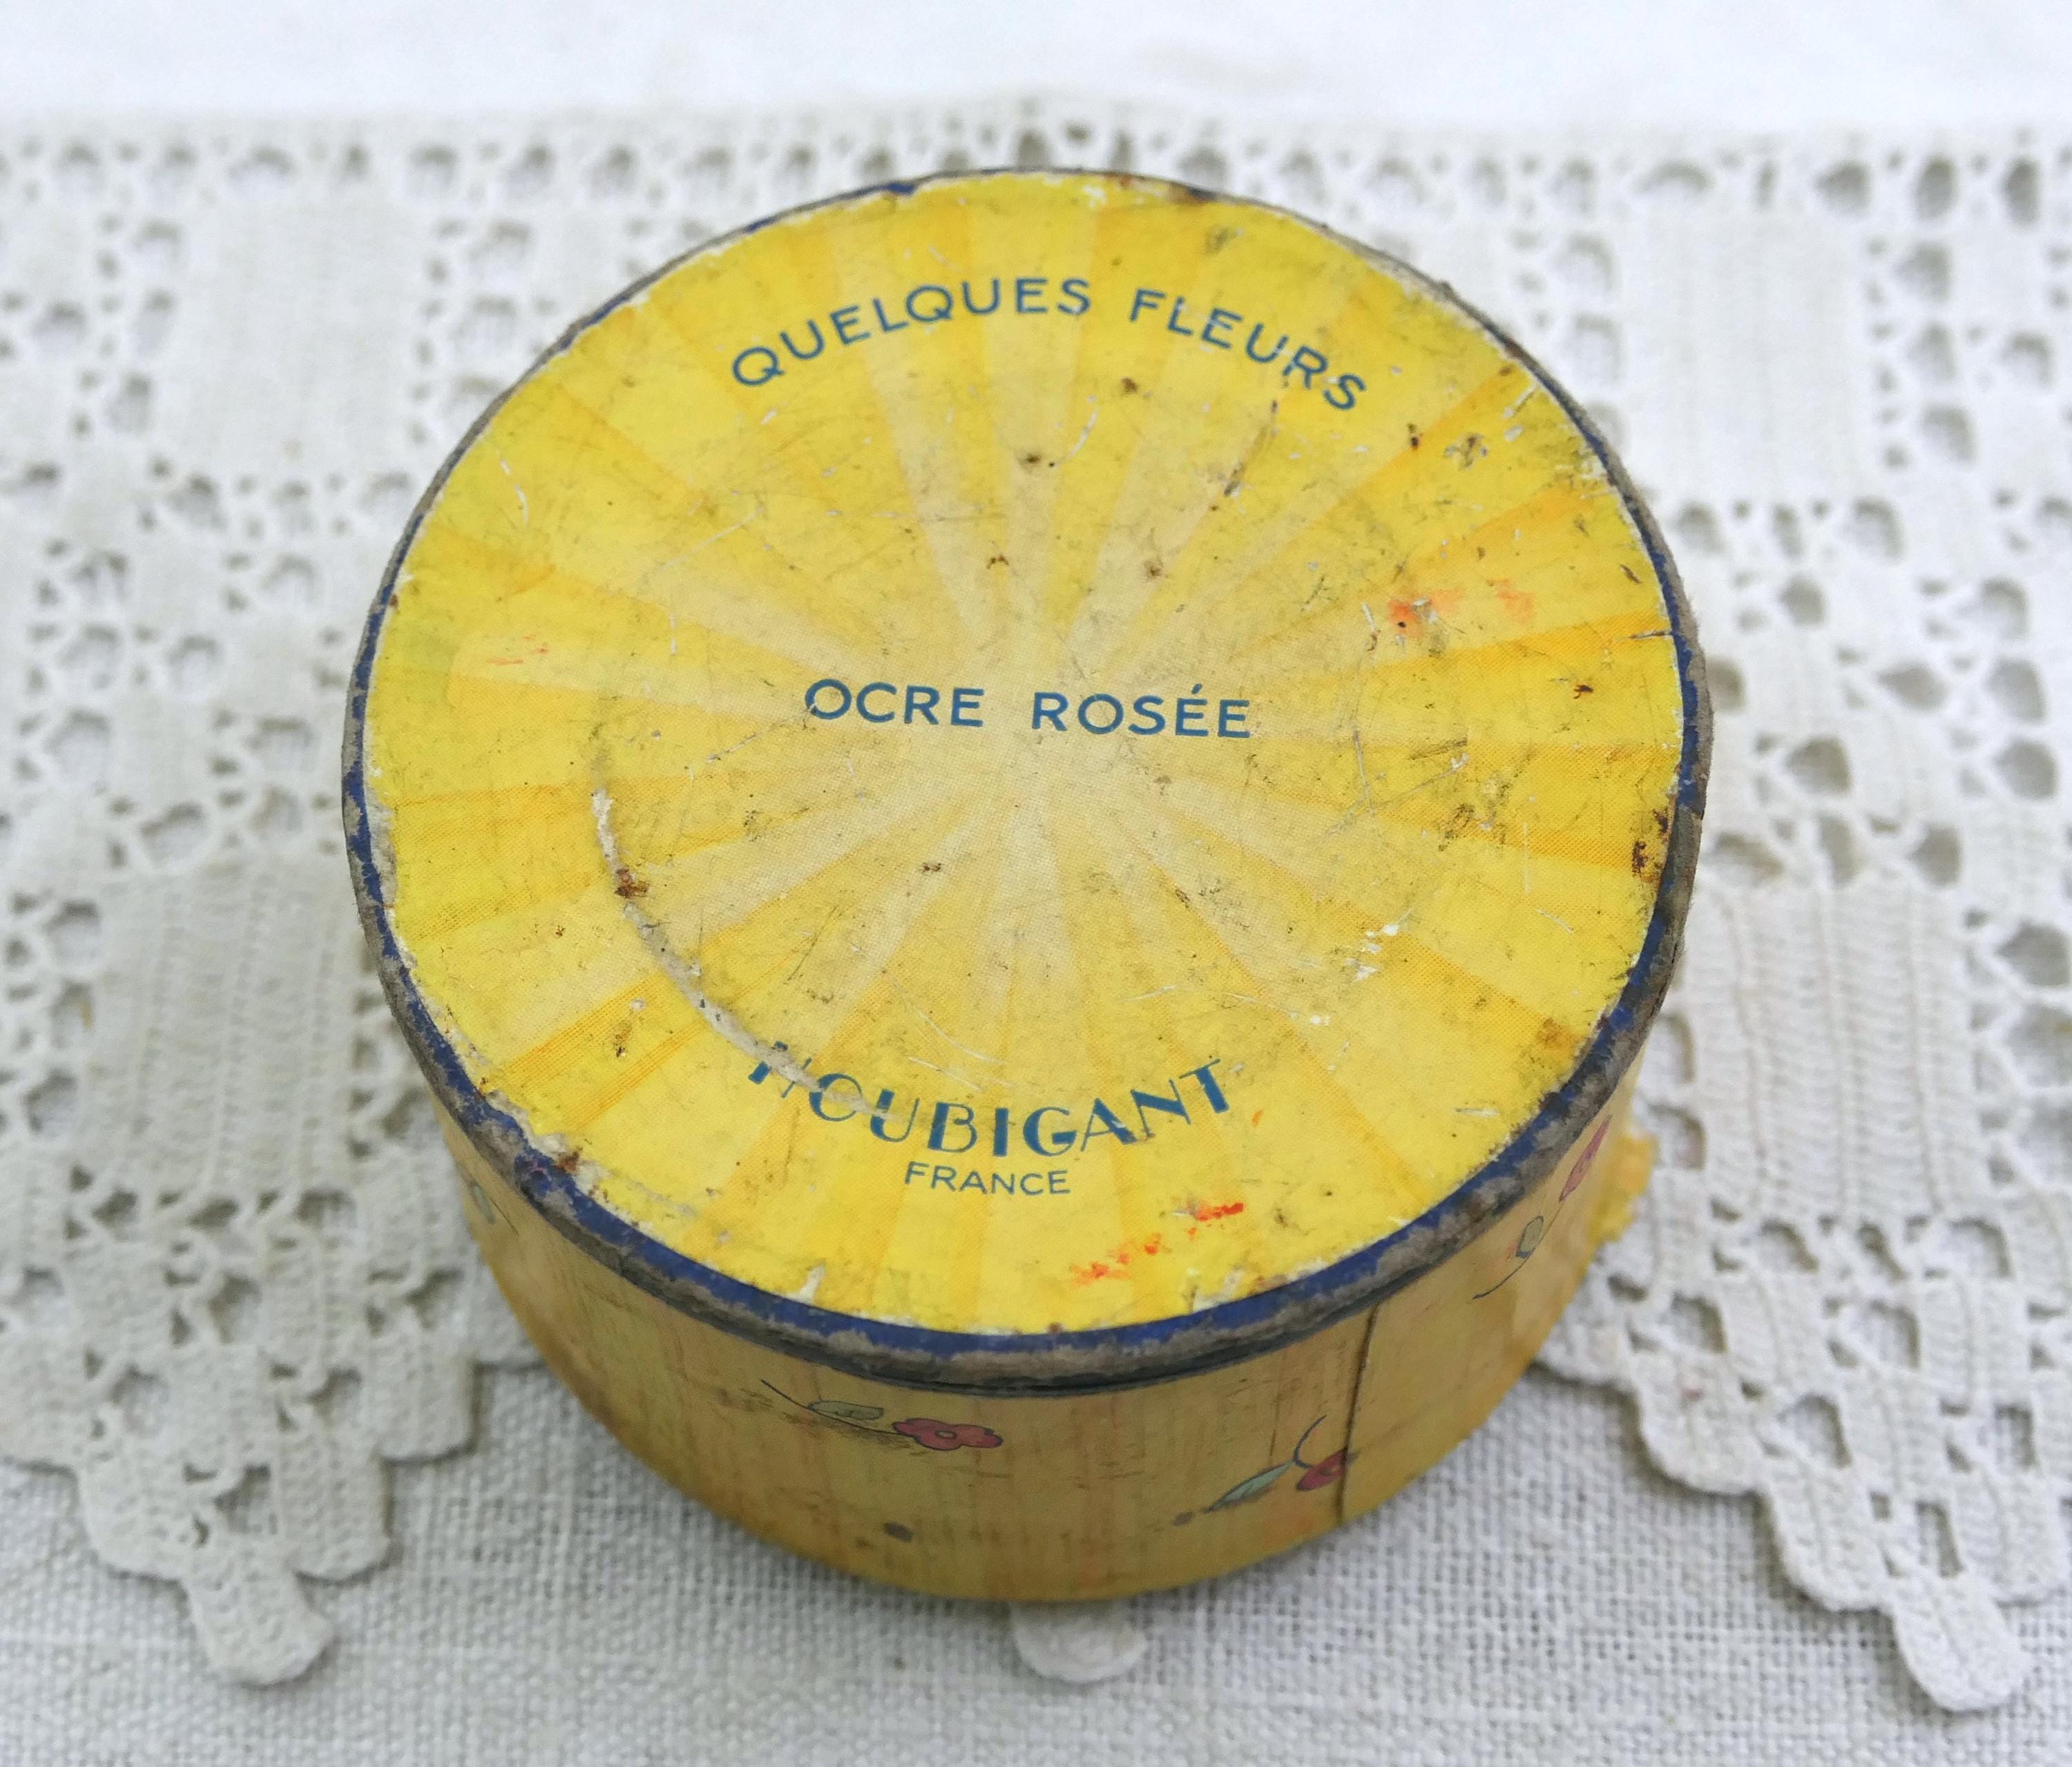 QUELQUES FLEURS
OCRE ROSÉE
HOUBIGANT
FRANCE